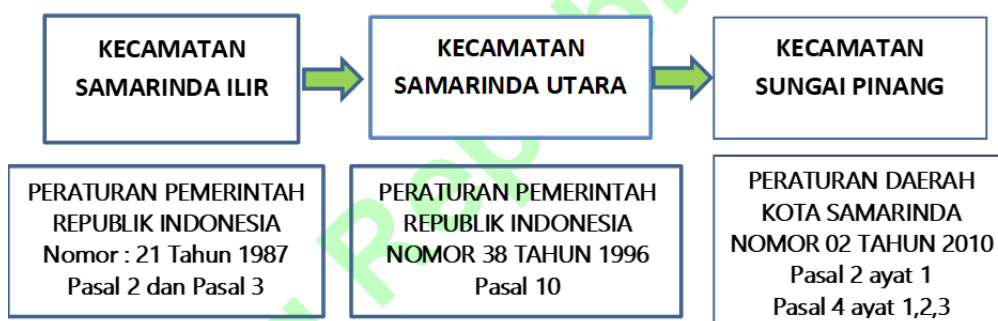 KECAMATAN
SAMARINDA ILIR
KECAMATAN
SAMARINDA UTARA
KECAMATAN
SUNGAI PINANG
PERATURAN PEMERINTAH
REPUBLIK INDONESIA
Nomor : 21 Tahun 1987
Pasal 2 dan Pasal 3
PERATURAN PEMERINTAH
REPUBLIK INDONESIA
NOMOR 38 TAHUN 1996
Pasal 10
PERATURAN DAERAH
KOTA SAMARINDA
NOMOR 02 TAHUN 2010
Pasal 2 ayat 1
Pasal 4 ayat 1,2,3